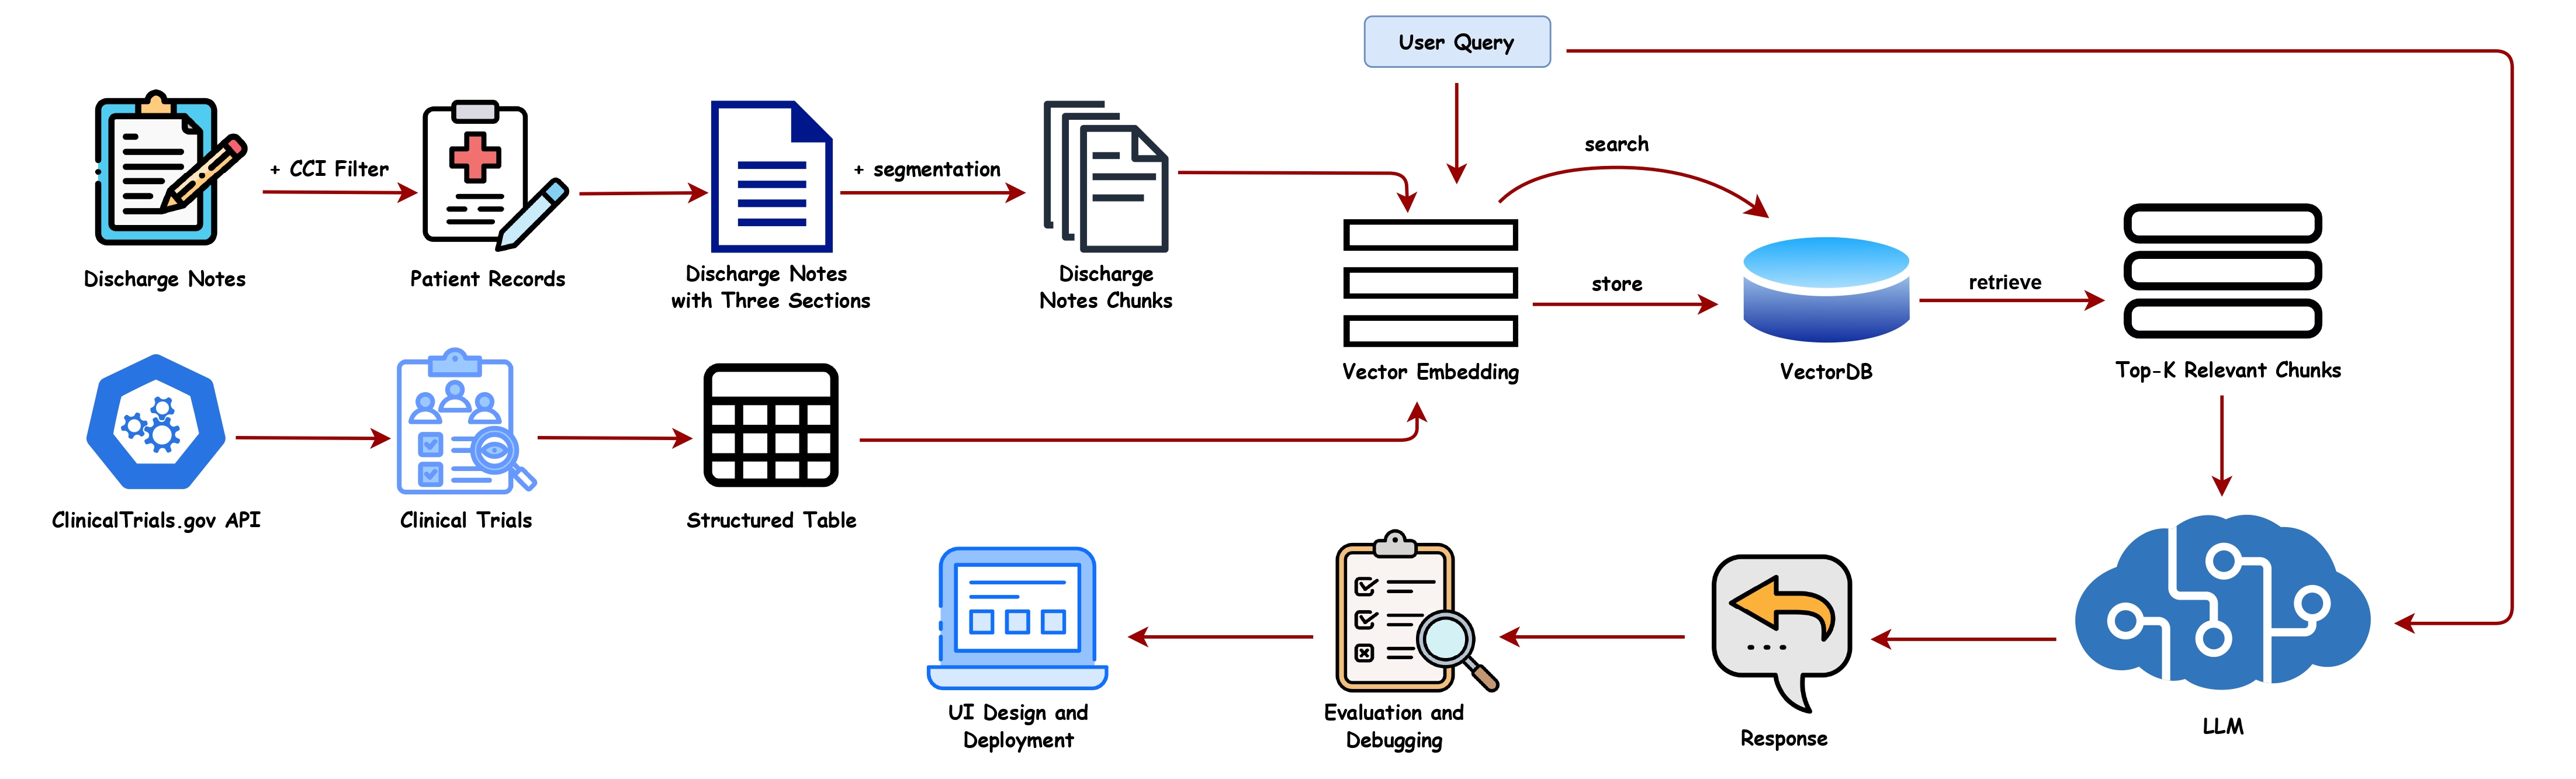 User Query
+ CCI Filter
+ segmentation
search
Discharge Notes
Patient Records
Discharge Notes
with Three Sections
Discharge
Notes Chunks
store
retrieve
Vector Embedding
VectorDB
Top-K Relevant Chunks
ClinicalTrials.gov API
Clinical Trials
Structured Table
UI Design and
Deployment
Evaluation and
Debugging
Response
LLM